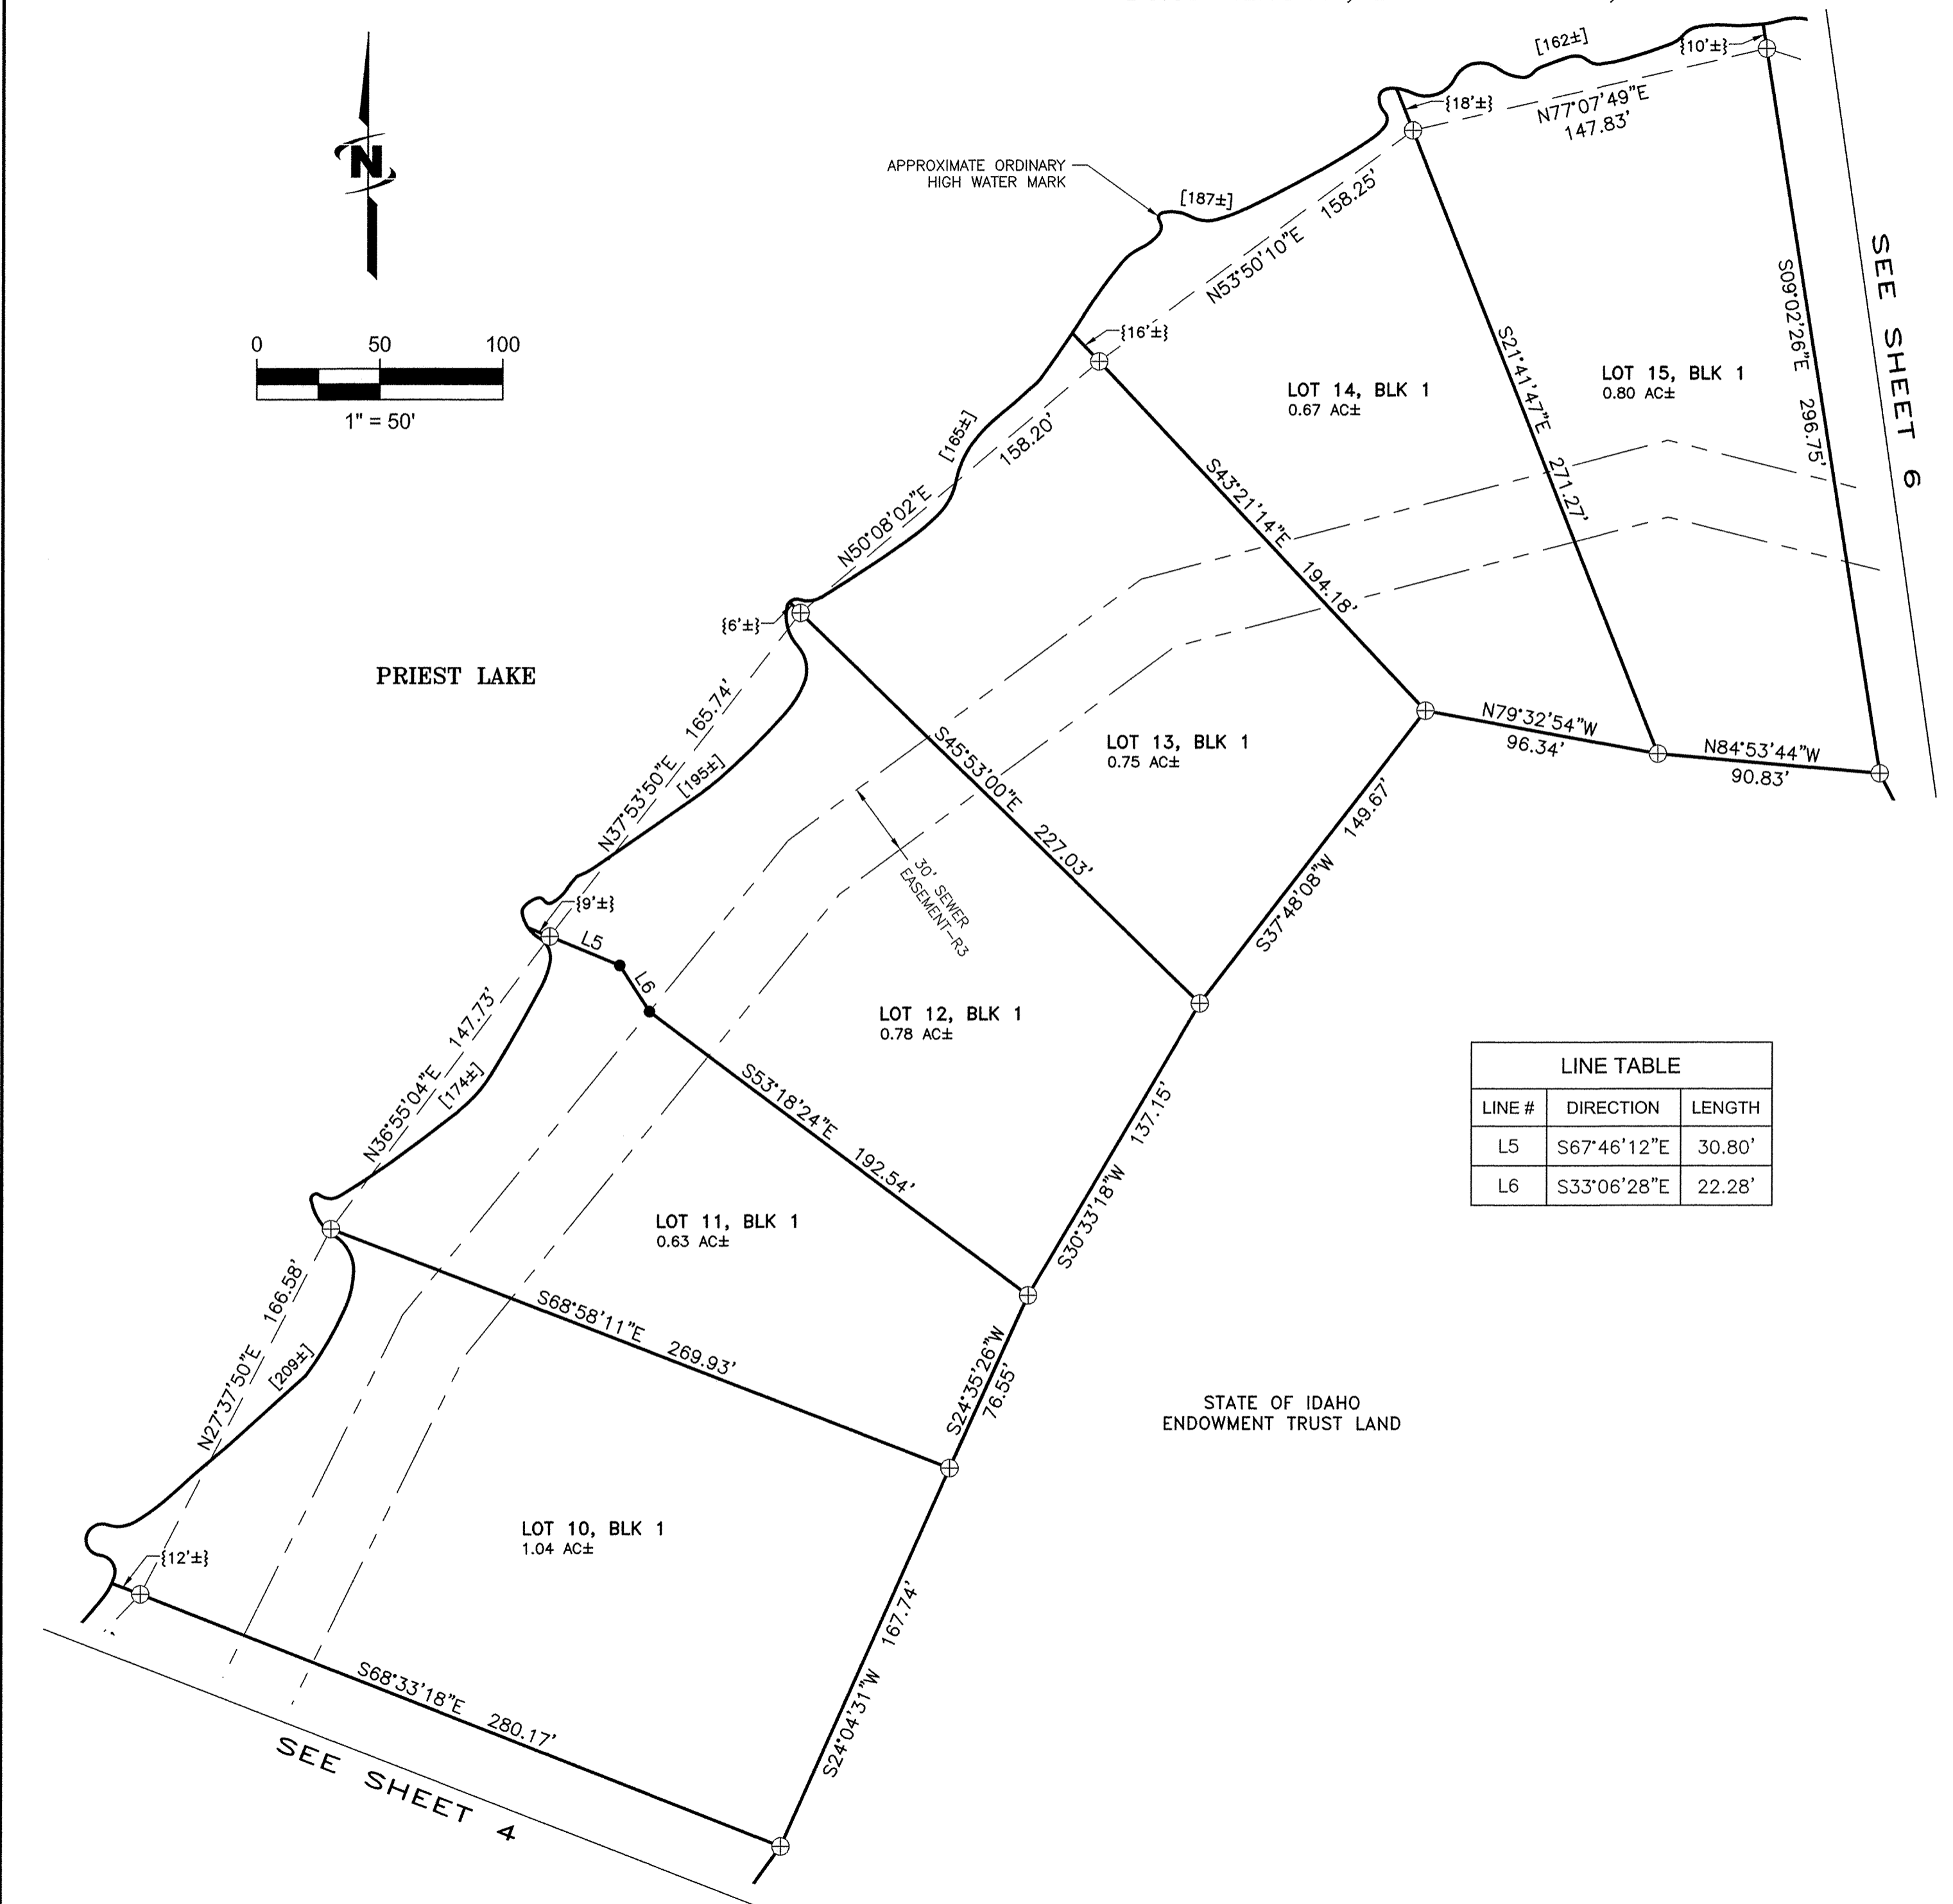 [162±]
{10'±}
{18'±}
N77°07'49"E
147.83'
APPROXIMATE ORDINARY
HIGH WATER MARK
[187±]
N53°50'10"E 158.25'
N
0 50 100
1" = 50'
{16'±}
SEE SHEET 6
S09°02'26"E 296.75'
S21°41'47"E 271.27'
LOT 15, BLK 1
0.80 AC±
LOT 14, BLK 1
0.67 AC±
[165±]
N50°08'02"E 158.20'
S43°21'14"E 194.18'
{6'±}
PRIEST LAKE
N79°32'54"W
96.34'
N84°53'44"W
90.83'
LOT 13, BLK 1
0.75 AC±
N37°53'50"E 165.74'
[195±]
S45°53'00"E 227.03'
S37°48'08"W 149.67'
30' SEWER
EASEMENT-R3
{9'±}
L5
L6
LOT 12, BLK 1
0.78 AC±
N36°55'04"E 147.73'
[174±]
S53°18'24"E 192.54'
S30°33'18"W 137.15'
LINE TABLE
LINE # DIRECTION LENGTH
L5 S67°46'12"E 30.80'
L6 S33°06'28"E 22.28'
LOT 11, BLK 1
0.63 AC±
S68°58'11"E 269.93'
S24°35'26"W
76.55'
N27°37'50"E 166.58'
[209±]
STATE OF IDAHO
ENDOWMENT TRUST LAND
LOT 10, BLK 1
1.04 AC±
{12'±}
S24°04'31"W 167.74'
S68°33'18"E 280.17'
SEE SHEET 4